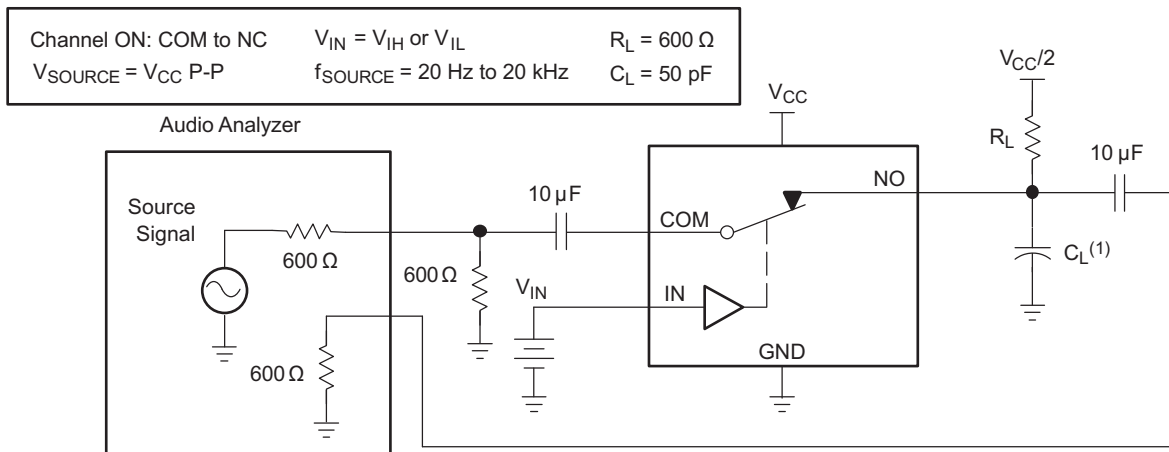 Channel ON: COM to NC
V_IN = V_IH or V_IL
R_L = 600 Ω
V_SOURCE = V_CC P-P
f_SOURCE = 20 Hz to 20 kHz
C_L = 50 pF
V_CC/2
Audio Analyzer
V_CC
R_L
10 µF
NO
10 µF
Source
Signal
COM
600 Ω
600 Ω
C_L(1)
V_IN
IN
600 Ω
GND